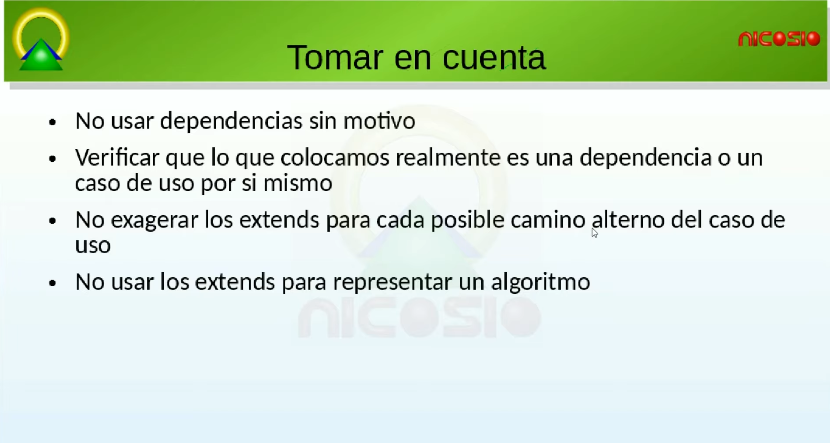 NICOSIO
Tomar en cuenta
• No usar dependencias sin motivo
• Verificar que lo que colocamos realmente es una dependencia o un
caso de uso por si mismo
• No exagerar los extends para cada posible camino alterno del caso de
uso
• No usar los extends para representar un algoritmo
NICOSIO